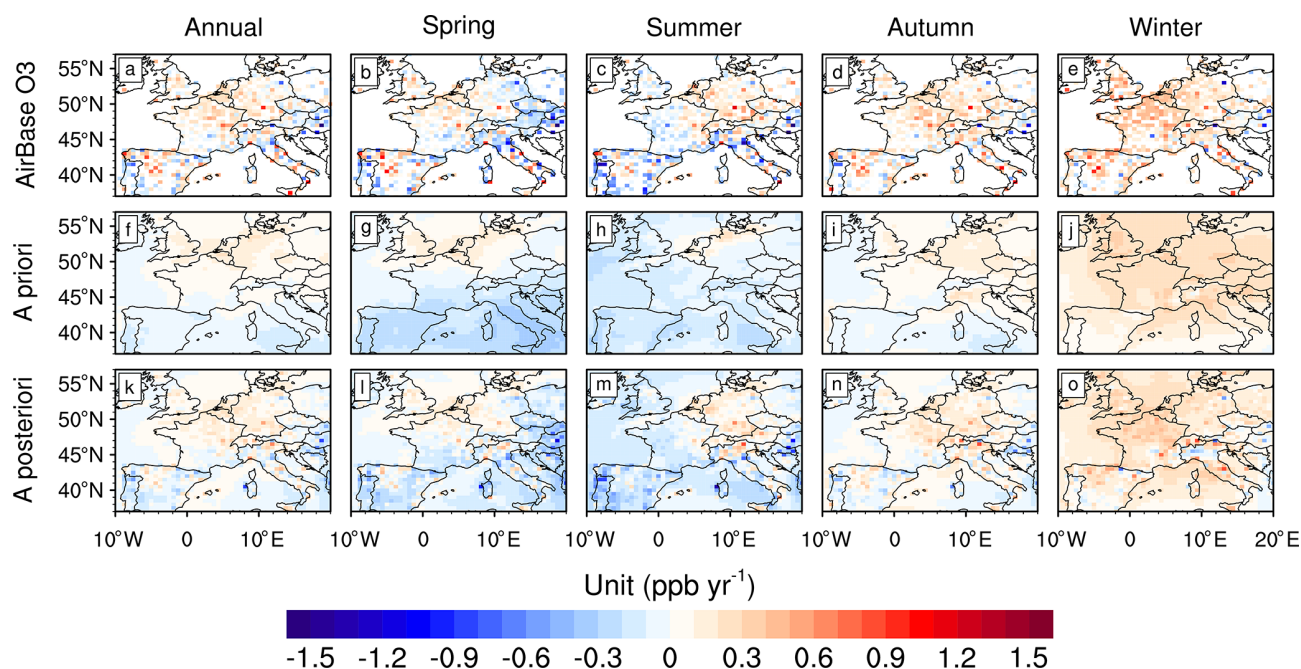 Annual Spring Summer Autumn Winter
AirBase O3
55°N
50°N
45°N
40°N
a b c d e
A priori
55°N
50°N
45°N
40°N
f g h i j
A posteriori
55°N
50°N
45°N
40°N
k l m n o
10°W 0 10°E 10°W 0 10°E 10°W 0 10°E 10°W 0 10°E 10°W 0 10°E 20°E
Unit (ppb yr-1)
-1.5 -1.2 -0.9 -0.6 -0.3 0 0.3 0.6 0.9 1.2 1.5